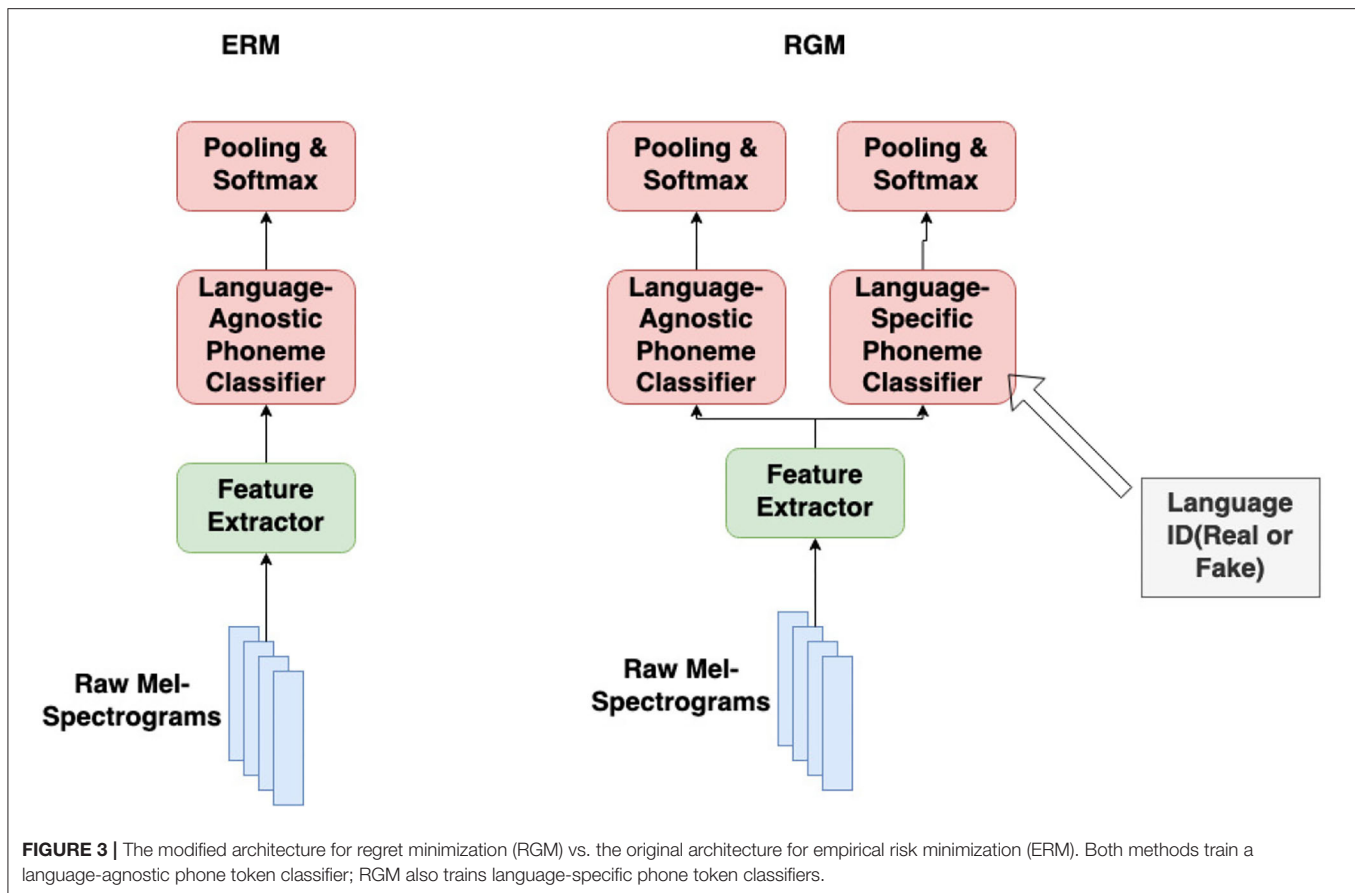 ERM
RGM
Pooling &
Softmax
Pooling &
Softmax
Pooling &
Softmax
Language-
Agnostic
Phoneme
Classifier
Language-
Agnostic
Phoneme
Classifier
Language-
Specific
Phoneme
Classifier
Feature
Extractor
Feature
Extractor
Language
ID(Real or
Fake)
Raw Mel-
Spectrograms
Raw Mel-
Spectrograms
FIGURE 3 | The modified architecture for regret minimization (RGM) vs. the original architecture for empirical risk minimization (ERM). Both methods train a
language-agnostic phone token classifier; RGM also trains language-specific phone token classifiers.